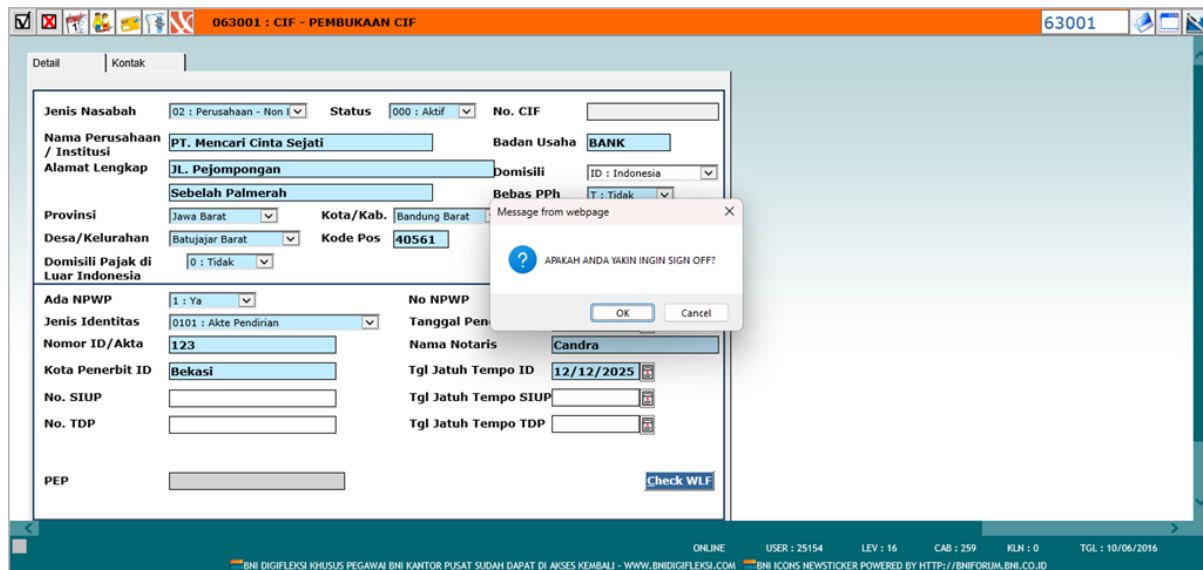 063001 : CIF - PEMBUKAAN CIF
63001
Detail
Kontak
Jenis Nasabah
02 : Perusahaan - Non I
Status
000 : Aktif
No. CIF
Nama Perusahaan / Institusi
PT. Mencari Cinta Sejati
Badan Usaha
BANK
Alamat Lengkap
JL. Pejompongan
Domisili
ID : Indonesia
Sebelah Palmerah
Bebas PPh
T : Tidak
Provinsi
Jawa Barat
Kota/Kab.
Bandung Barat
Desa/Kelurahan
Batujajar Barat
Kode Pos
40561
Domisili Pajak di Luar Indonesia
0 : Tidak
Message from webpage
APAKAH ANDA YAKIN INGIN SIGN OFF?
OK
Cancel
Ada NPWP
1 : Ya
No NPWP
Jenis Identitas
0101 : Akte Pendirian
Tanggal Pen
Nomor ID/Akta
123
Nama Notaris
Candra
Kota Penerbit ID
Bekasi
Tgl Jatuh Tempo ID
12/12/2025
No. SIUP
Tgl Jatuh Tempo SIUP
No. TDP
Tgl Jatuh Tempo TDP
PEP
Check WLF
ONLINE
USER : 25154
LEV : 16
CAB : 259
KLN : 0
TGL : 10/06/2016
BNI DIGIFLEKSI KHUSUS PEGAWAI BNI KANTOR PUSAT SUDAH DAPAT DI AKSES KEMBALI - WWW.BNIDIGIFLEKSI.COM
BNI ICONS NEWSTICKER POWERED BY HTTP://BNIFORUM.BNI.CO.ID